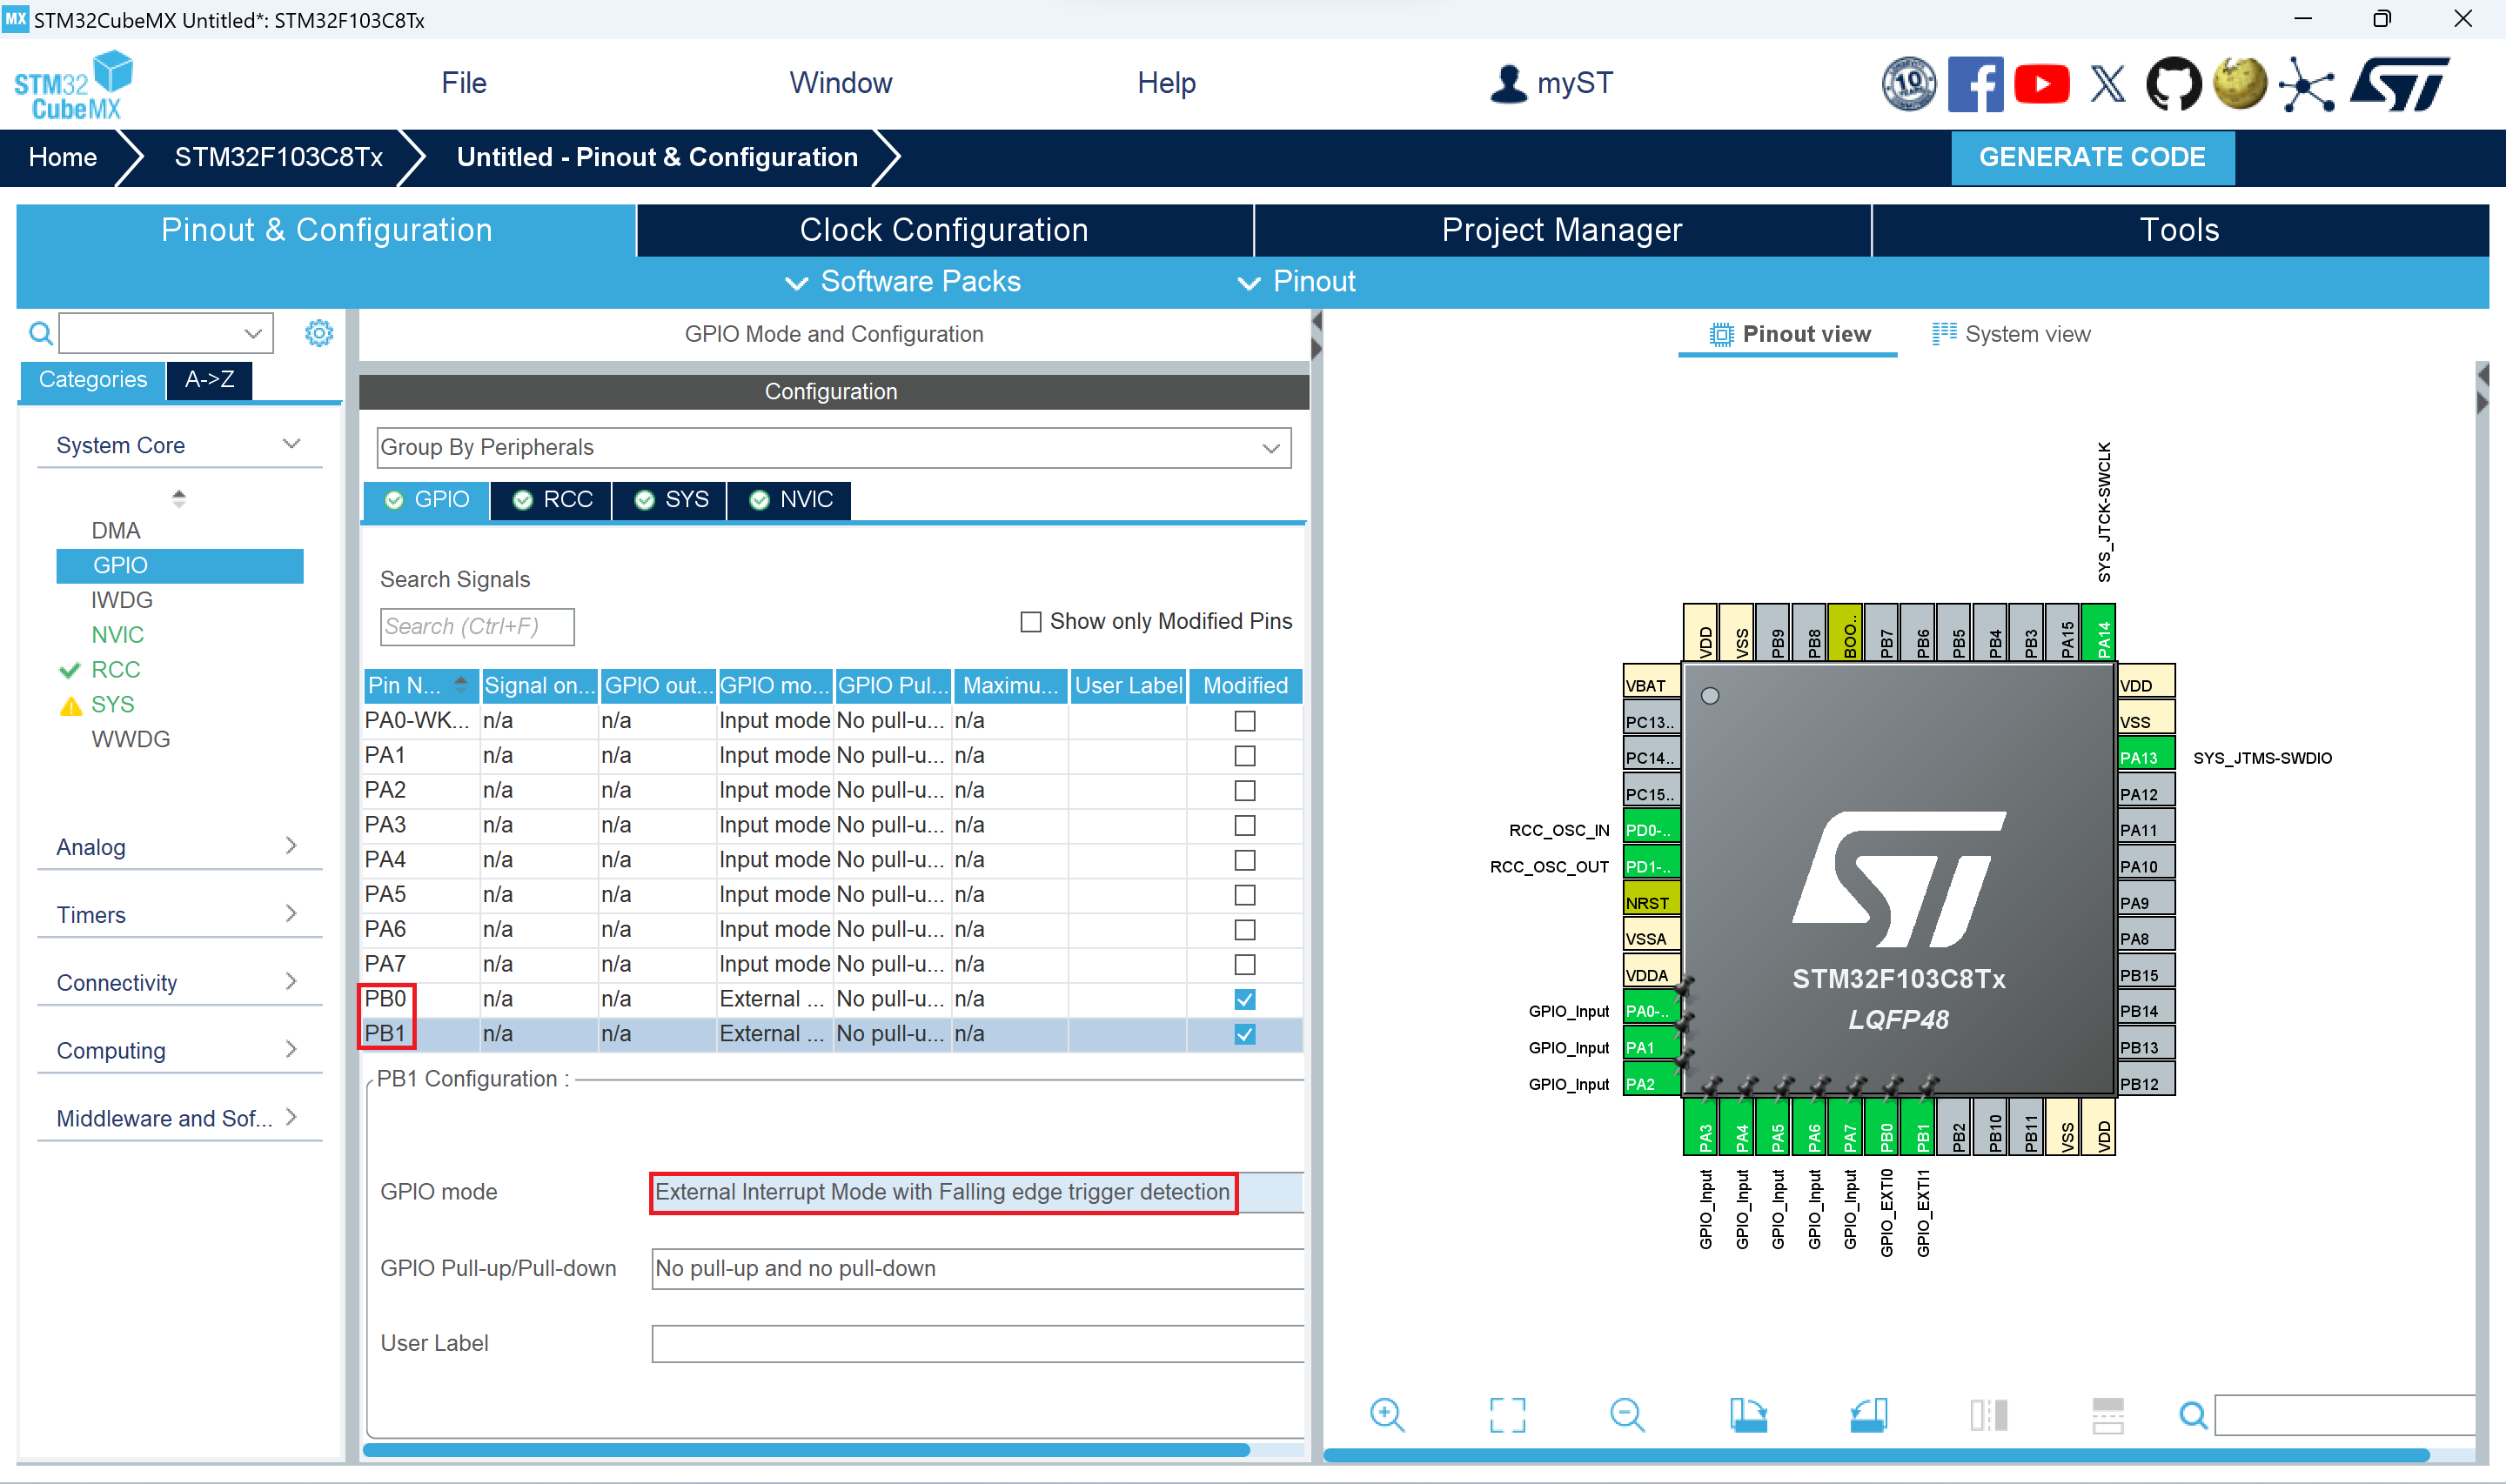 MX STM32CubeMX Untitled*: STM32F103C8Tx
STM32 CubeMX
File
Window
Help
myST
10
Home
STM32F103C8Tx
Untitled - Pinout & Configuration
GENERATE CODE
Pinout & Configuration
Clock Configuration
Project Manager
Tools
Software Packs
Pinout
Categories
A->Z
System Core
DMA
GPIO
IWDG
NVIC
RCC
SYS
WWDG
Analog
Timers
Connectivity
Computing
Middleware and Sof...
GPIO Mode and Configuration
Configuration
Group By Peripherals
GPIO RCC SYS NVIC
Search Signals
Search (Ctrl+F)
Show only Modified Pins
Pin N... Signal on... GPIO out... GPIO mo... GPIO Pul... Maximu... User Label Modified
PA0-WK... n/a n/a Input mode No pull-u... n/a
PA1 n/a n/a Input mode No pull-u... n/a
PA2 n/a n/a Input mode No pull-u... n/a
PA3 n/a n/a Input mode No pull-u... n/a
PA4 n/a n/a Input mode No pull-u... n/a
PA5 n/a n/a Input mode No pull-u... n/a
PA6 n/a n/a Input mode No pull-u... n/a
PA7 n/a n/a Input mode No pull-u... n/a
PB0 n/a n/a External ... No pull-u... n/a
PB1 n/a n/a External ... No pull-u... n/a
PB1 Configuration :
GPIO mode
External Interrupt Mode with Falling edge trigger detection
GPIO Pull-up/Pull-down
No pull-up and no pull-down
User Label
Pinout view
System view
SYS_JTCK-SWCLK
VDD VSS PB9 PB8 BOO.. PB7 PB6 PB5 PB4 PB3 PA15 PA14
VBAT
PC13..
PC14..
PC15..
RCC_OSC_IN PD0-..
RCC_OSC_OUT PD1-..
NRST
VSSA
VDDA
GPIO_Input PA0-..
GPIO_Input PA1
GPIO_Input PA2
ST
STM32F103C8Tx
LQFP48
VDD
VSS
PA13 SYS_JTMS-SWDIO
PA12
PA11
PA10
PA9
PA8
PB15
PB14
PB13
PB12
PA3 PA4 PA5 PA6 PA7 PB0 PB1 PB2 PB10 PB11 VSS VDD
GPIO_Input GPIO_Input GPIO_Input GPIO_Input GPIO_Input GPIO_EXTI0 GPIO_EXTI1